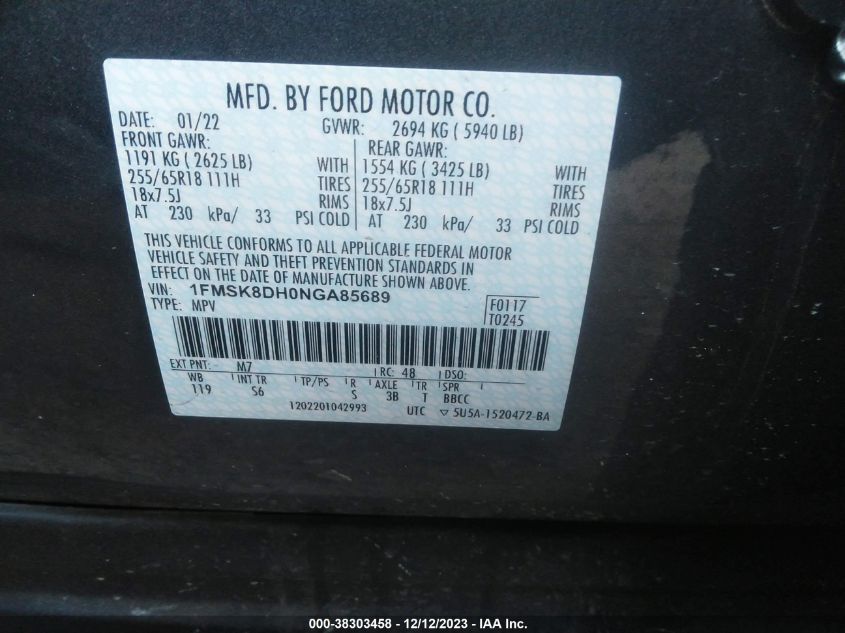 MFD. BY FORD MOTOR CO.
DATE: 01/22 GVWR: 2694 KG ( 5940 LB)
FRONT GAWR: REAR GAWR:
1191 KG ( 2625 LB) WITH 1554 KG ( 3425 LB) WITH
255/65R18 111H TIRES 255/65R18 111H TIRES
18x7.5J RIMS 18x7.5J RIMS
AT 230 kPa/ 33 PSI COLD AT 230 kPa/ 33 PSI COLD
THIS VEHICLE CONFORMS TO ALL APPLICABLE FEDERAL MOTOR
VEHICLE SAFETY AND THEFT PREVENTION STANDARDS IN
EFFECT ON THE DATE OF MANUFACTURE SHOWN ABOVE.
VIN: 1FMSK8DH0NGA85689 F0117
TYPE: MPV T0245
EXT PNT: M7 RC: 48 DSO:
WB INT TR TP/PS R AXLE TR SPR
119 S6 S 3B T BBCC
1202201042993 UTC ▽ 5U5A-1520472-BA
000-38303458 - 12/12/2023 - IAA Inc.